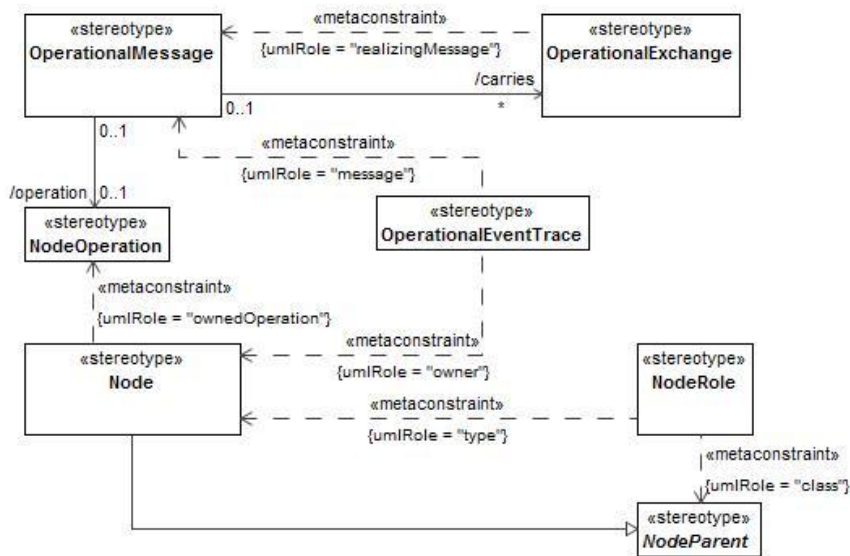 «stereotype»
OperationalMessage
«metaconstraint»
{umlRole = "realizingMessage"}
«stereotype»
OperationalExchange
/carries
0..1
*
0..1
«metaconstraint»
{umlRole = "message"}
/operation
0..1
«stereotype»
NodeOperation
«stereotype»
OperationalEventTrace
«metaconstraint»
{umlRole = "ownedOperation"}
«stereotype»
Node
«metaconstraint»
{umlRole = "owner"}
«stereotype»
NodeRole
«metaconstraint»
{umlRole = "type"}
«metaconstraint»
{umlRole = "class"}
«stereotype»
NodeParent